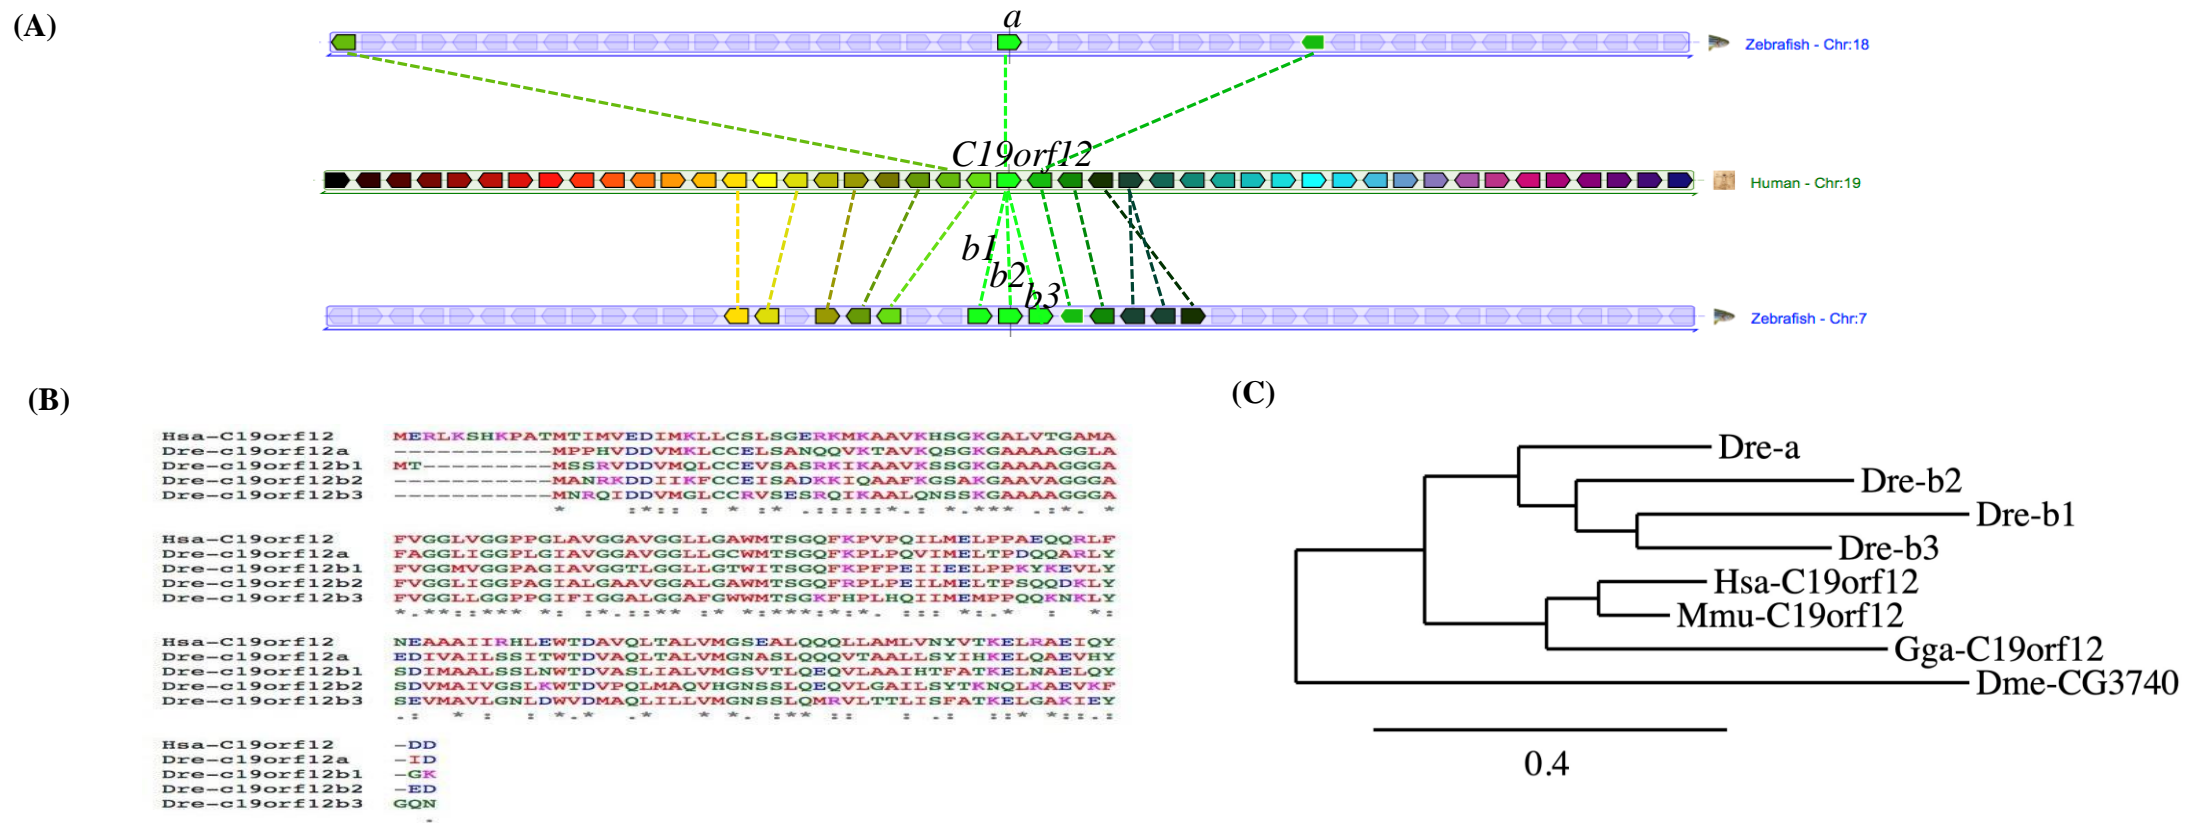 (A)
a
Zebrafish - Chr:18
C19orf12
Human - Chr:19
b1
b2
b3
Zebrafish - Chr:7
(B)
Hsa-C19orf12 MERLKSHKPATMTIMVEDIMKLLCSLSGERKMKAAVKHSGKGALVTGAMA
Dre-c19orf12a -----------MPPHVDDVMKLCCELSANQQVKTAVKQSGKGAAAAGGLA
Dre-c19orf12b1 MT---------MSSRVDDVMQLCCEVSASRKIKAAVKSSGKGAAAAGGGA
Dre-c19orf12b2 -----------MANRKDDIIKFCCEISADKKIQAAFKGSAKGAAVAGGGA
Dre-c19orf12b3 -----------MNRQIDDVMGLCCRVSESRQIKAALQNSSKGAAAAGGGA
* :*:: : * *. .::::::*.: *.***.:. *
Hsa-C19orf12 FVGGLVGGPPGLAVGGAVGGLLGAWMTSGQFKPVPQILMELPPAEQQRLF
Dre-c19orf12a FAGGLIGGPLGIAVGGAVGGLLGCWMTSGQFKPLPQVIMELTPDQQARLY
Dre-c19orf12b1 FVGGMVGGPAGIAVGGTLGGLLGTWITSGQFKPFPEIIEELPPKYKEVLY
Dre-c19orf12b2 FVGGLIGGPAGIALGAAVGGALGAWMTSGQFRPLPEILMELTPSQQDKLY
Dre-c19orf12b3 FVGGLLGGPPGIFIGGALGGAFGWWMTSGKFHPLHQIIMEMPPQQKNKLY
*.**::*** *: :*.::** :* *:***:*:*. ::: *:.* : *:
Hsa-C19orf12 NEAAAIIRHLEWTDAVQLTALVMGSEALQQQLLAMLVNYVTKELRAEIQY
Dre-c19orf12a EDIVAILSSITWTDVAQLTALVMGNASLQQQVTAALLSYIHKELQAEVHY
Dre-c19orf12b1 SDIMAALSSLNWTDVASLIALVMGSVTLQEQVLAAIHTFATKELNAELQY
Dre-c19orf12b2 SDVMAIVGSLKWTDVPQLMAQVHGNSSLQEQVLGAILSYTKNQLKAEVKF
Dre-c19orf12b3 SEVMAVLGNLDWVDMAQLILLVMGNSSLQMRVLTTLISFATKELGAKIEY
.: * : : *.* .* * *. :** :: : .: ::* *::.:
Hsa-C19orf12 -DD
Dre-c19orf12a -ID
Dre-c19orf12b1 -GK
Dre-c19orf12b2 -ED
Dre-c19orf12b3 GQN
.
(C)
Dre-a
Dre-b2
Dre-b1
Dre-b3
Hsa-C19orf12
Mmu-C19orf12
Gga-C19orf12
Dme-CG3740
0.4